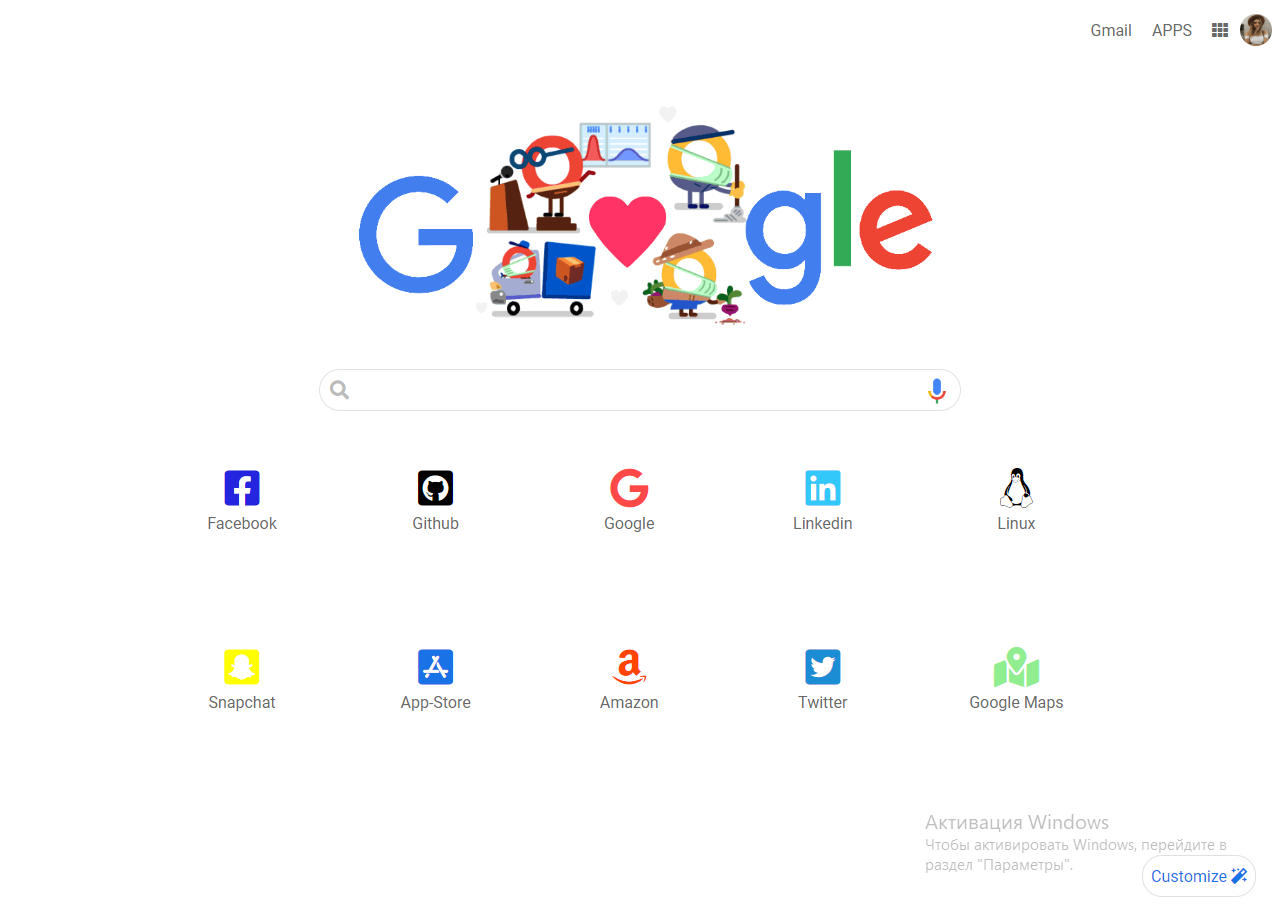 Gmail APPS
Google
Facebook Github Google Linkedin Linux
Snapchat App-Store Amazon Twitter Google Maps
Активация Windows
Чтобы активировать Windows, перейдите в
раздел "Параметры".
Customize